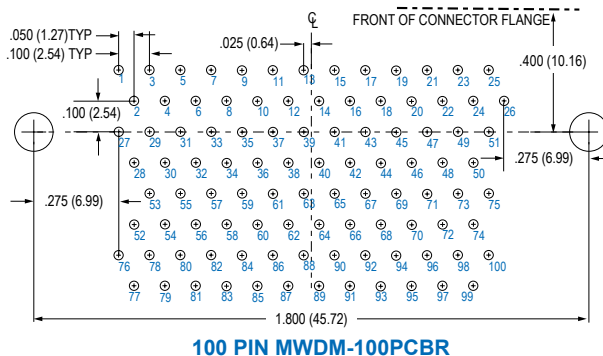 .050 (1.27)TYP
.100 (2.54) TYP
.025 (0.64)
CL
FRONT OF CONNECTOR FLANGE
.400 (10.16)
1 3 5 7 9 11 13 15 17 19 21 23 25
.100 (2.54)
2 4 6 8 10 12 14 16 18 20 22 24 26
27 29 31 33 35 37 39 41 43 45 47 49 51
28 30 32 34 36 38 40 42 44 46 48 50
.275 (6.99)
.275 (6.99)
53 55 57 59 61 63 65 67 69 71 73 75
52 54 56 58 60 62 64 66 68 70 72 74
76 78 80 82 84 86 88 90 92 94 96 98 100
77 79 81 83 85 87 89 91 93 95 97 99
1.800 (45.72)
100 PIN MWDM-100PCBR